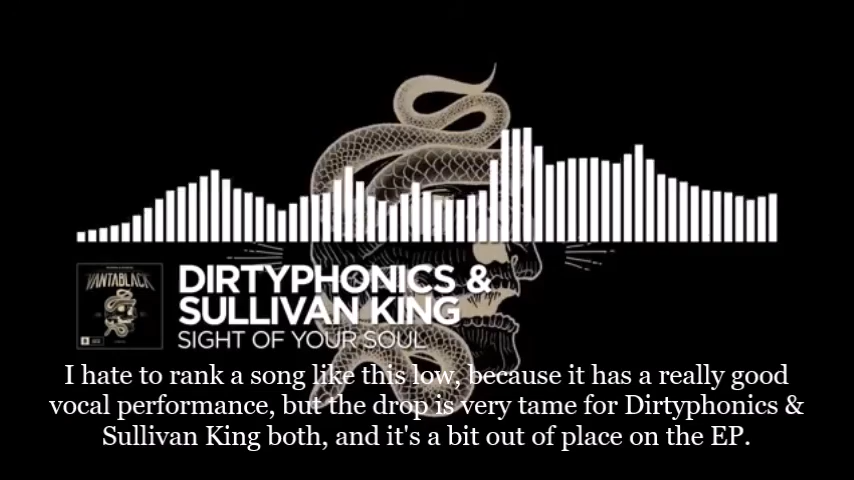 VANTABLACK
DIRTYPHONICS &
SULLIVAN KING
SIGHT OF YOUR SOUL
I hate to rank a song like this low, because it has a really good
vocal performance, but the drop is very tame for Dirtyphonics &
Sullivan King both, and it's a bit out of place on the EP.